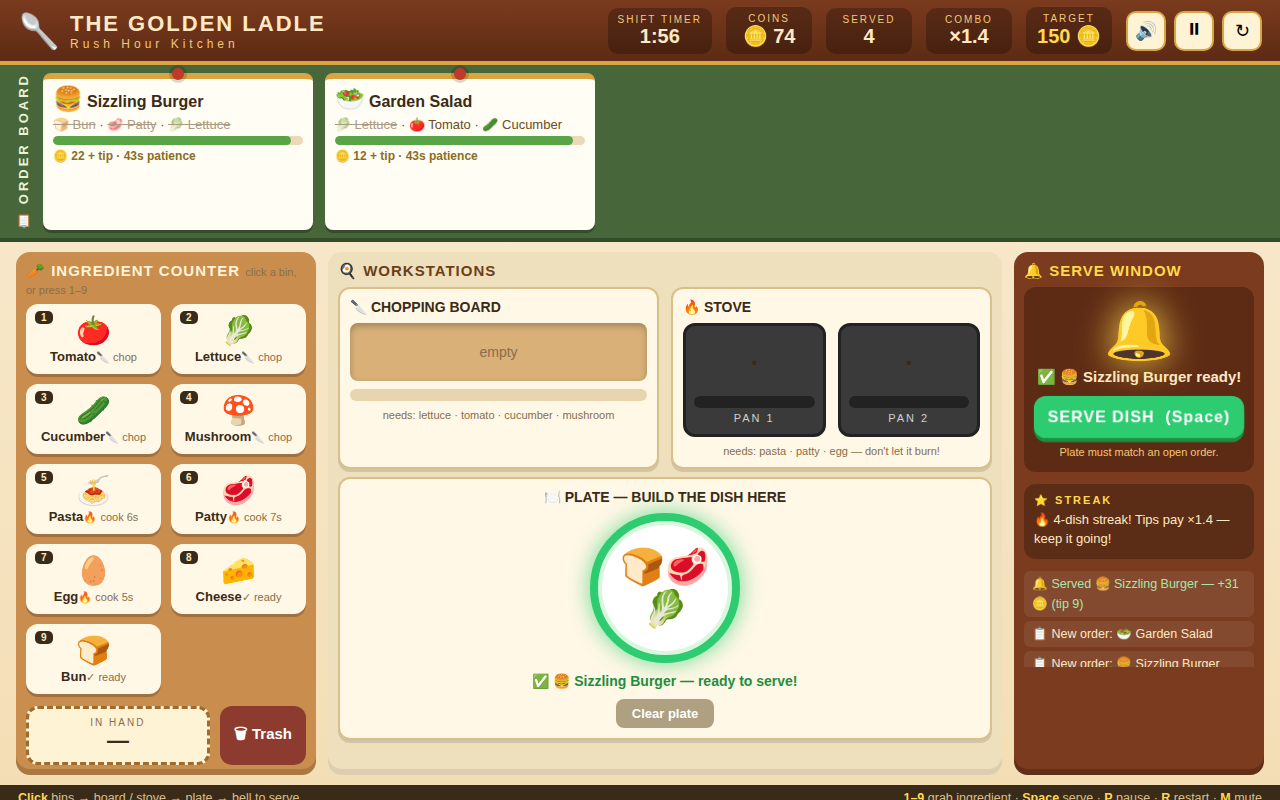 THE GOLDEN LADLE
Rush Hour Kitchen
SHIFT TIMER
1:56
COINS
74
SERVED
4
COMBO
×1.4
TARGET
150
ORDER BOARD
Sizzling Burger
Bun · Patty · Lettuce
22 + tip · 43s patience
Garden Salad
Lettuce · Tomato · Cucumber
12 + tip · 43s patience
INGREDIENT COUNTER click a bin,
or press 1–9
1
Tomato chop
2
Lettuce chop
3
Cucumber chop
4
Mushroom chop
5
Pasta cook 6s
6
Patty cook 7s
7
Egg cook 5s
8
Cheese ✓ ready
9
Bun ✓ ready
IN HAND
—
Trash
WORKSTATIONS
CHOPPING BOARD
empty
needs: lettuce · tomato · cucumber · mushroom
STOVE
PAN 1
PAN 2
needs: pasta · patty · egg — don't let it burn!
PLATE — BUILD THE DISH HERE
Sizzling Burger — ready to serve!
Clear plate
SERVE WINDOW
Sizzling Burger ready!
SERVE DISH (Space)
Plate must match an open order.
STREAK
4-dish streak! Tips pay ×1.4 —
keep it going!
Served Sizzling Burger — +31
(tip 9)
New order: Garden Salad
New order: Sizzling Burger
Click bins → board / stove → plate → bell to serve
1–9 grab ingredient · Space serve · P pause · R restart · M mute